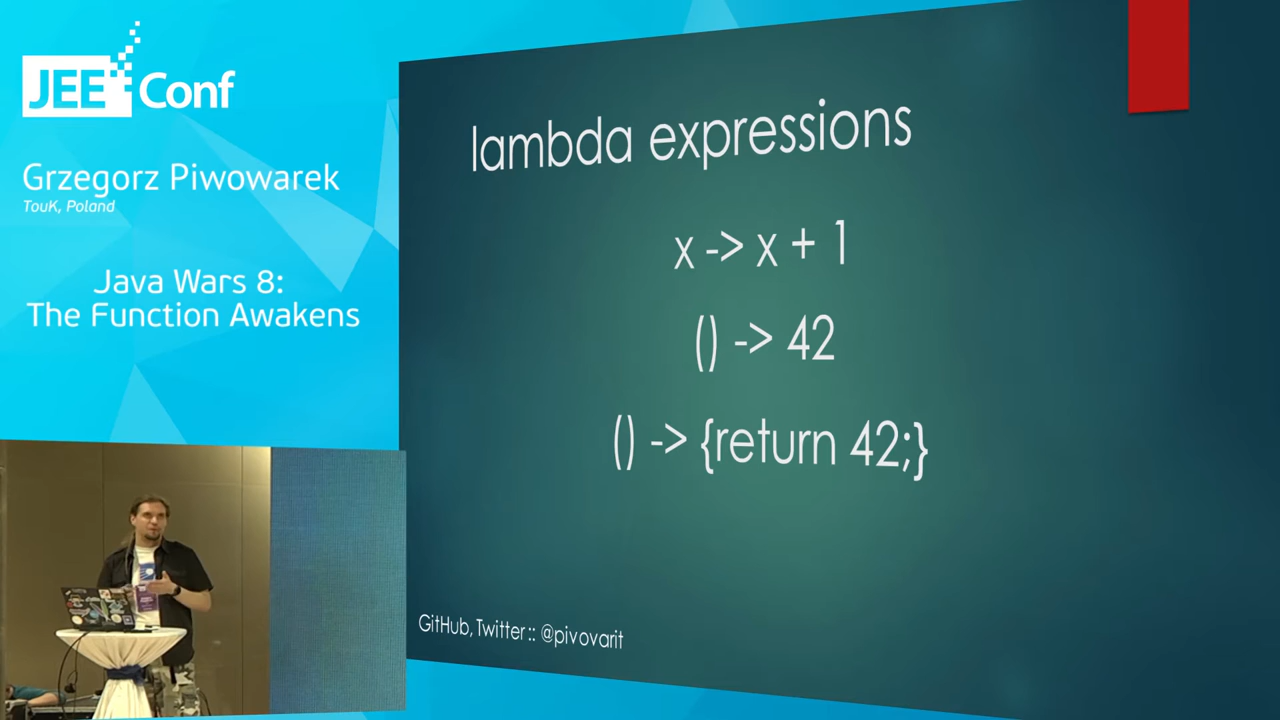 JEE Conf
Grzegorz Piwowarek
TouK, Poland
Java Wars 8:
The Function Awakens
lambda expressions
x -> x + 1
() -> 42
() -> {return 42;}
GitHub, Twitter :: @pivovarit